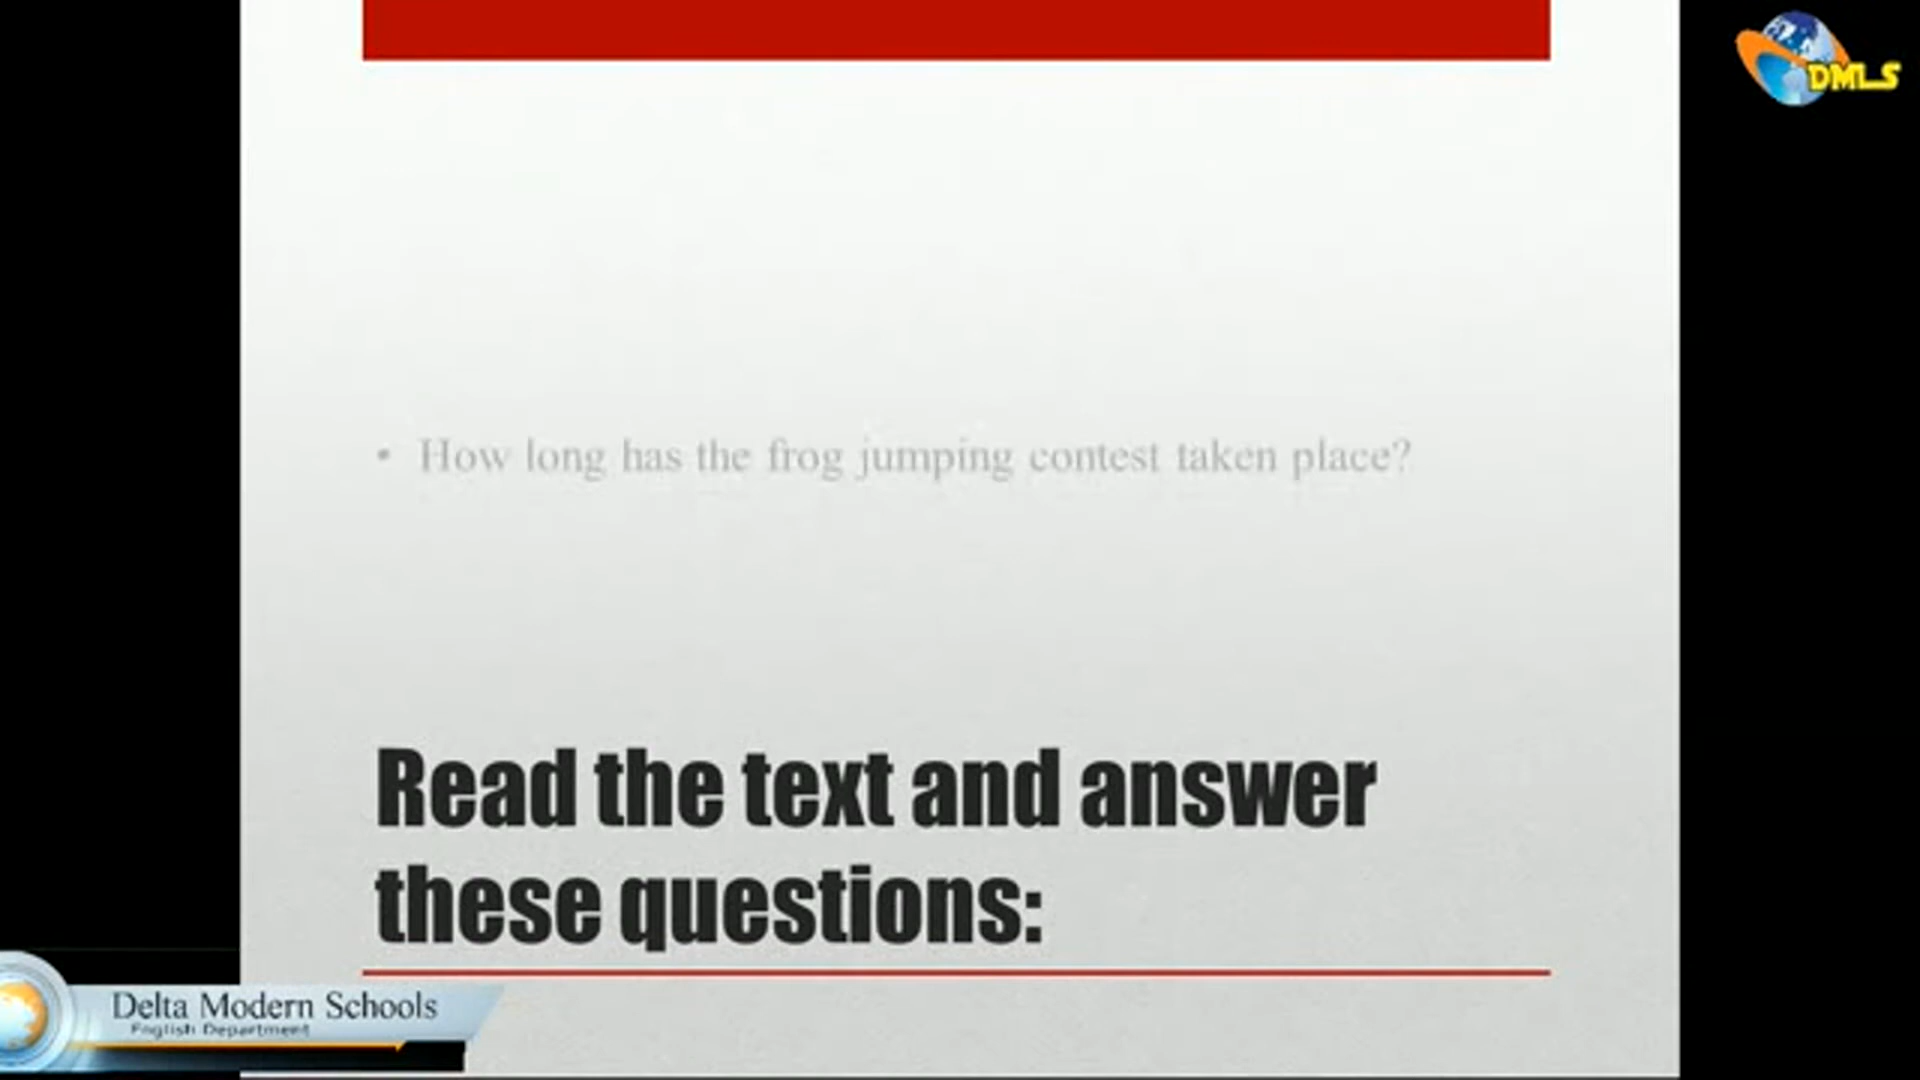 DMLS
• How long has the frog jumping contest taken place?
Read the text and answer
these questions:
Delta Modern Schools
English Department